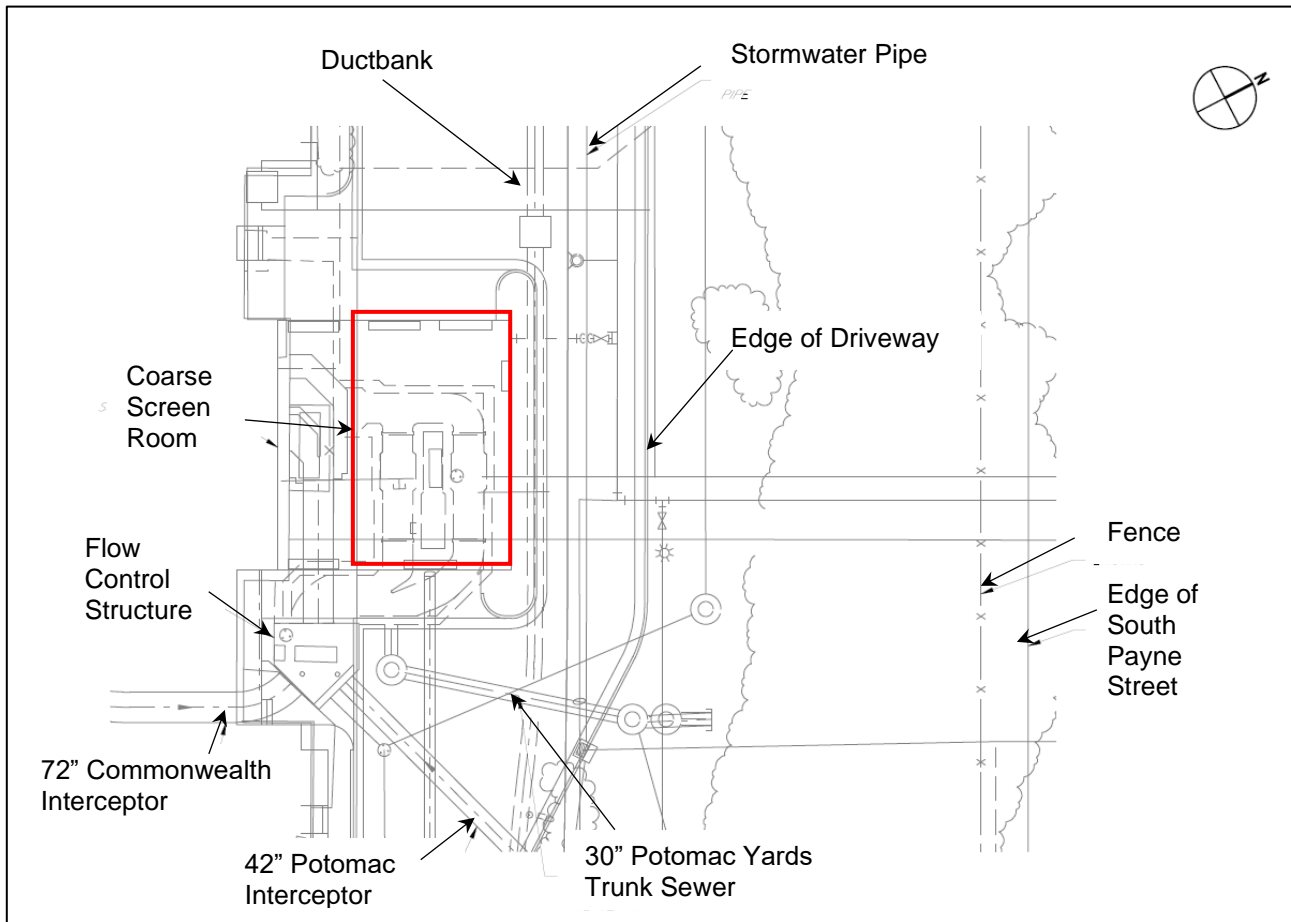 Ductbank
Stormwater Pipe
PIPE
N
Edge of Driveway
Coarse
Screen
Room
S
Flow
Control
Structure
Fence
Edge of
South
Payne
Street
72” Commonwealth
Interceptor
42” Potomac
Interceptor
30” Potomac Yards
Trunk Sewer